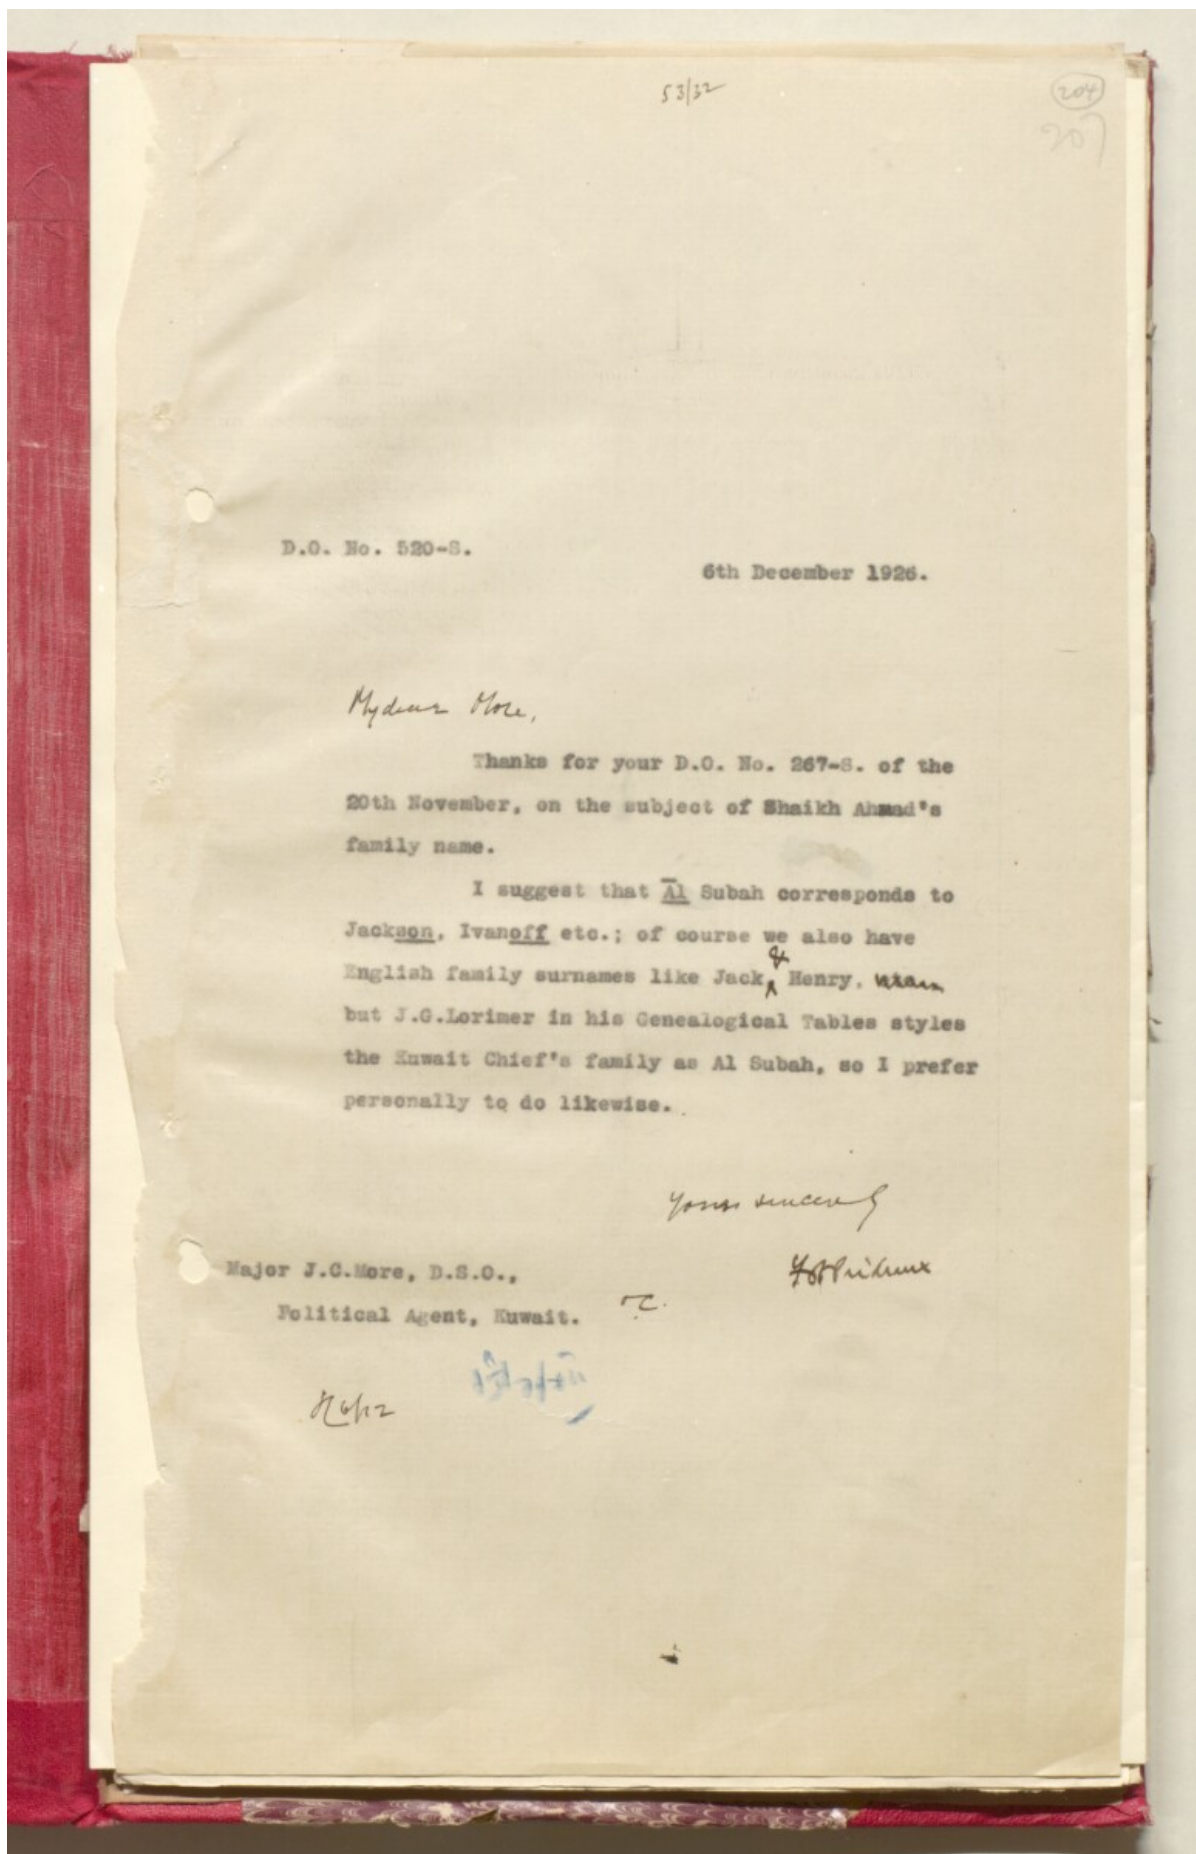 53/32
204
207
D.O. No. 520-S.
6th December 1926.
My dear More,
Thanks for your D.O. No. 267-S. of the
20th November, on the subject of Shaikh Ahmad's
family name.
I suggest that Āl Subah corresponds to
Jackson, Ivanoff etc.; of course we also have
English family surnames like Jack & Henry,
but J.G.Lorimer in his Genealogical Tables styles
the Kuwait Chief's family as Al Subah, so I prefer
personally to do likewise.
Yours sincerely
Major J.C.More, D.S.O.,
Political Agent, Kuwait.
6/12